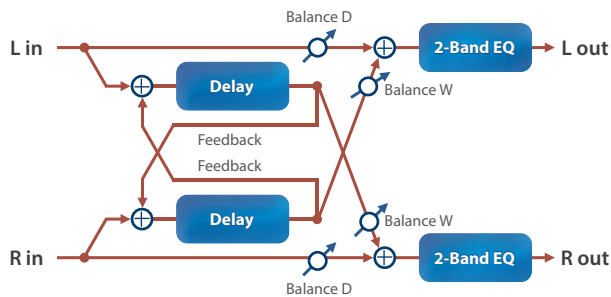 Balance D
L in
2-Band EQ
L out
Delay
Balance W
Feedback
Feedback
Delay
Balance W
R in
2-Band EQ
R out
Balance D